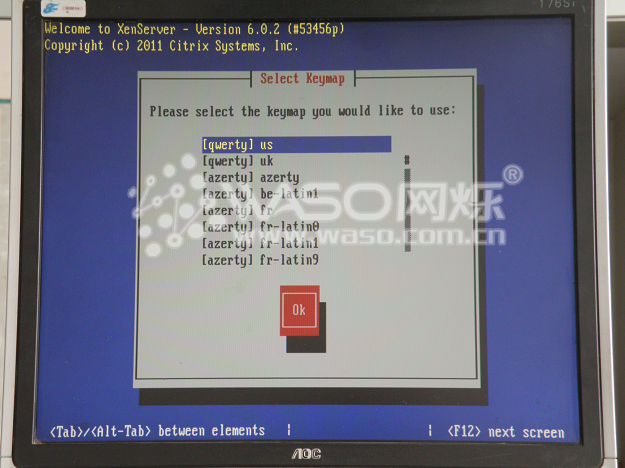 176Si
Welcome to XenServer - Version 6.0.2 (#53456p)
Copyright (c) 2011 Citrix Systems, Inc.
Select Keymap
Please select the keymap you would like to use:
[qwerty] us
[qwerty] uk
[azerty] azerty
[azerty] be-latin1
[azerty] fr
[azerty] fr-latin0
[azerty] fr-latin1
[azerty] fr-latin9
WASO网烁®
www.waso.com.cn
Ok
<Tab>/<Alt-Tab> between elements | | <F12> next screen
AOC